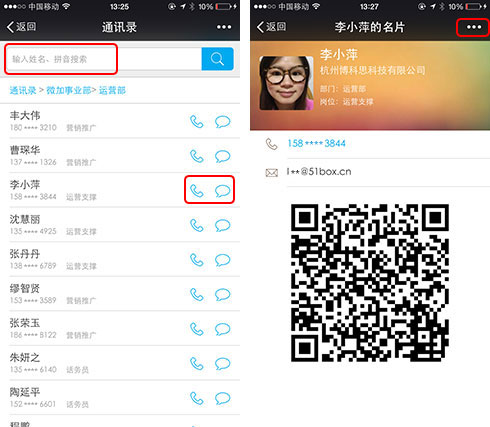 中国移动 13:25 10%
返回 通讯录
输入姓名、拼音搜索
通讯录 > 微加事业部> 运营部
丰大伟
180 **** 3210 营销推广
曹琛华
137 **** 1326 营销推广
李小萍
158 **** 3844 运营支撑
沈慧丽
135 **** 4925 运营支撑
张丹丹
138 **** 6789 运营支撑
缪智贤
153 **** 3589 营销推广
张荣玉
186 **** 8122 营销推广
朱妍之
135 **** 6140 话务员
陶延平
152 **** 6601 话务员
程鹏
中国移动 13:27 10%
返回 李小萍的名片
李小萍
杭州博科思科技有限公司
部门：运营部
岗位：运营支撑
158 **** 3844
l**@51box.cn